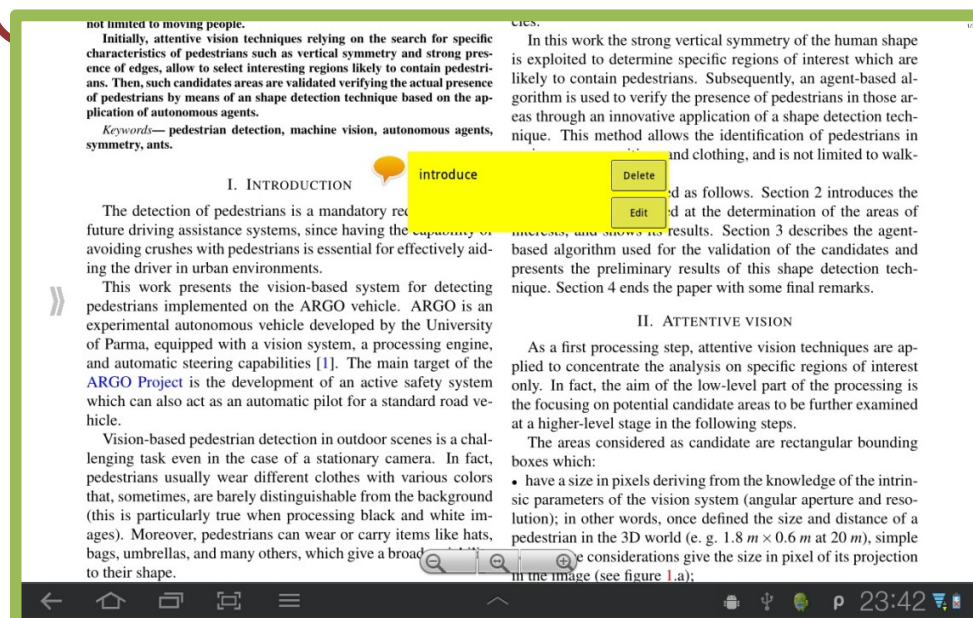 not limited to moving people.
Initially, attentive vision techniques relying on the search for specific
characteristics of pedestrians such as vertical symmetry and strong pres-
ence of edges, allow to select interesting regions likely to contain pedestri-
ans. Then, such candidates areas are validated verifying the actual presence
of pedestrians by means of an shape detection technique based on the ap-
plication of autonomous agents.
Keywords— pedestrian detection, machine vision, autonomous agents,
symmetry, ants.
I. INTRODUCTION
The detection of pedestrians is a mandatory
future driving assistance systems, since having the capability of
avoiding crushes with pedestrians is essential for effectively aid-
ing the driver in urban environments.
This work presents the vision-based system for detecting
pedestrians implemented on the ARGO vehicle. ARGO is an
experimental autonomous vehicle developed by the University
of Parma, equipped with a vision system, a processing engine,
and automatic steering capabilities [1]. The main target of the
ARGO Project is the development of an active safety system
which can also act as an automatic pilot for a standard road ve-
hicle.
Vision-based pedestrian detection in outdoor scenes is a chal-
lenging task even in the case of a stationary camera. In fact,
pedestrians usually wear different clothes with various colors
that, sometimes, are barely distinguishable from the background
(this is particularly true when processing black and white im-
ages). Moreover, pedestrians can wear or carry items like hats,
bags, umbrellas, and many others, which give a broad
to their shape.
cles.
In this work the strong vertical symmetry of the human shape
is exploited to determine specific regions of interest which are
likely to contain pedestrians. Subsequently, an agent-based al-
gorithm is used to verify the presence of pedestrians in those ar-
eas through an innovative application of a shape detection tech-
nique. This method allows the identification of pedestrians in
and clothing, and is not limited to walk-
introduce
Delete
Edit
as follows. Section 2 introduces the
at the determination of the areas of
interests, and shows its results. Section 3 describes the agent-
based algorithm used for the validation of the candidates and
presents the preliminary results of this shape detection tech-
nique. Section 4 ends the paper with some final remarks.
II. ATTENTIVE VISION
As a first processing step, attentive vision techniques are ap-
plied to concentrate the analysis on specific regions of interest
only. In fact, the aim of the low-level part of the processing is
the focusing on potential candidate areas to be further examined
at a higher-level stage in the following steps.
The areas considered as candidate are rectangular bounding
boxes which:
• have a size in pixels deriving from the knowledge of the intrin-
sic parameters of the vision system (angular aperture and reso-
lution); in other words, once defined the size and distance of a
pedestrian in the 3D world (e. g. 1.8 m × 0.6 m at 20 m), simple
considerations give the size in pixel of its projection
in the image (see figure 1.a);
23:42